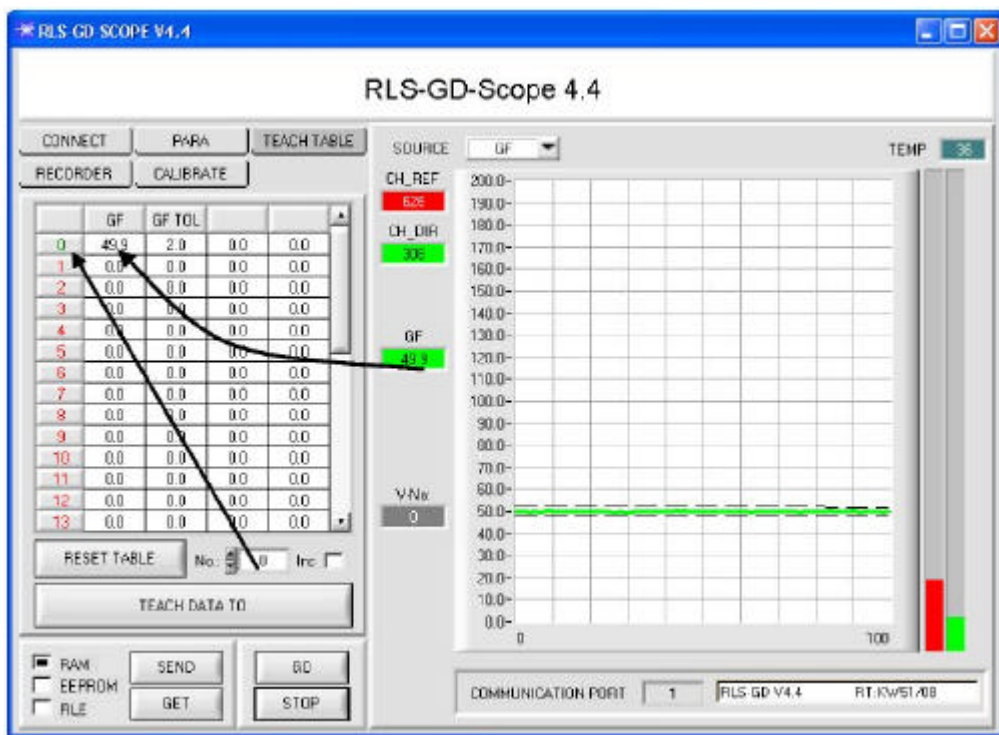 RLS-GD SCOPE V4.4
RLS-GD-Scope 4.4
CONNECT PARA TEACH TABLE
RECORDER CALIBRATE
GF GF TOL
0 49.9 2.0 0.0 0.0
1 0.0 0.0 0.0 0.0
2 0.0 0.0 0.0 0.0
3 0.0 0.0 0.0 0.0
4 0.0 0.0 0.0 0.0
5 0.0 0.0 0.0 0.0
6 0.0 0.0 0.0 0.0
7 0.0 0.0 0.0 0.0
8 0.0 0.0 0.0 0.0
9 0.0 0.0 0.0 0.0
10 0.0 0.0 0.0 0.0
11 0.0 0.0 0.0 0.0
12 0.0 0.0 0.0 0.0
13 0.0 0.0 0.0 0.0
RESET TABLE No.: 0 Inc
TEACH DATA TO
RAM
EEPROM
FILE
SEND
GET
GO
STOP
SOURCE GF
TEMP 36
CH_REF
626
CH_DIR
308
GF
49.9
V-No.:
0
200.0
190.0
180.0
170.0
160.0
150.0
140.0
130.0
120.0
110.0
100.0
90.0
80.0
70.0
60.0
50.0
40.0
30.0
20.0
10.0
0.0
0 100
COMMUNICATION PORT 1 RLS-GD V4.4 RT:KW51/08